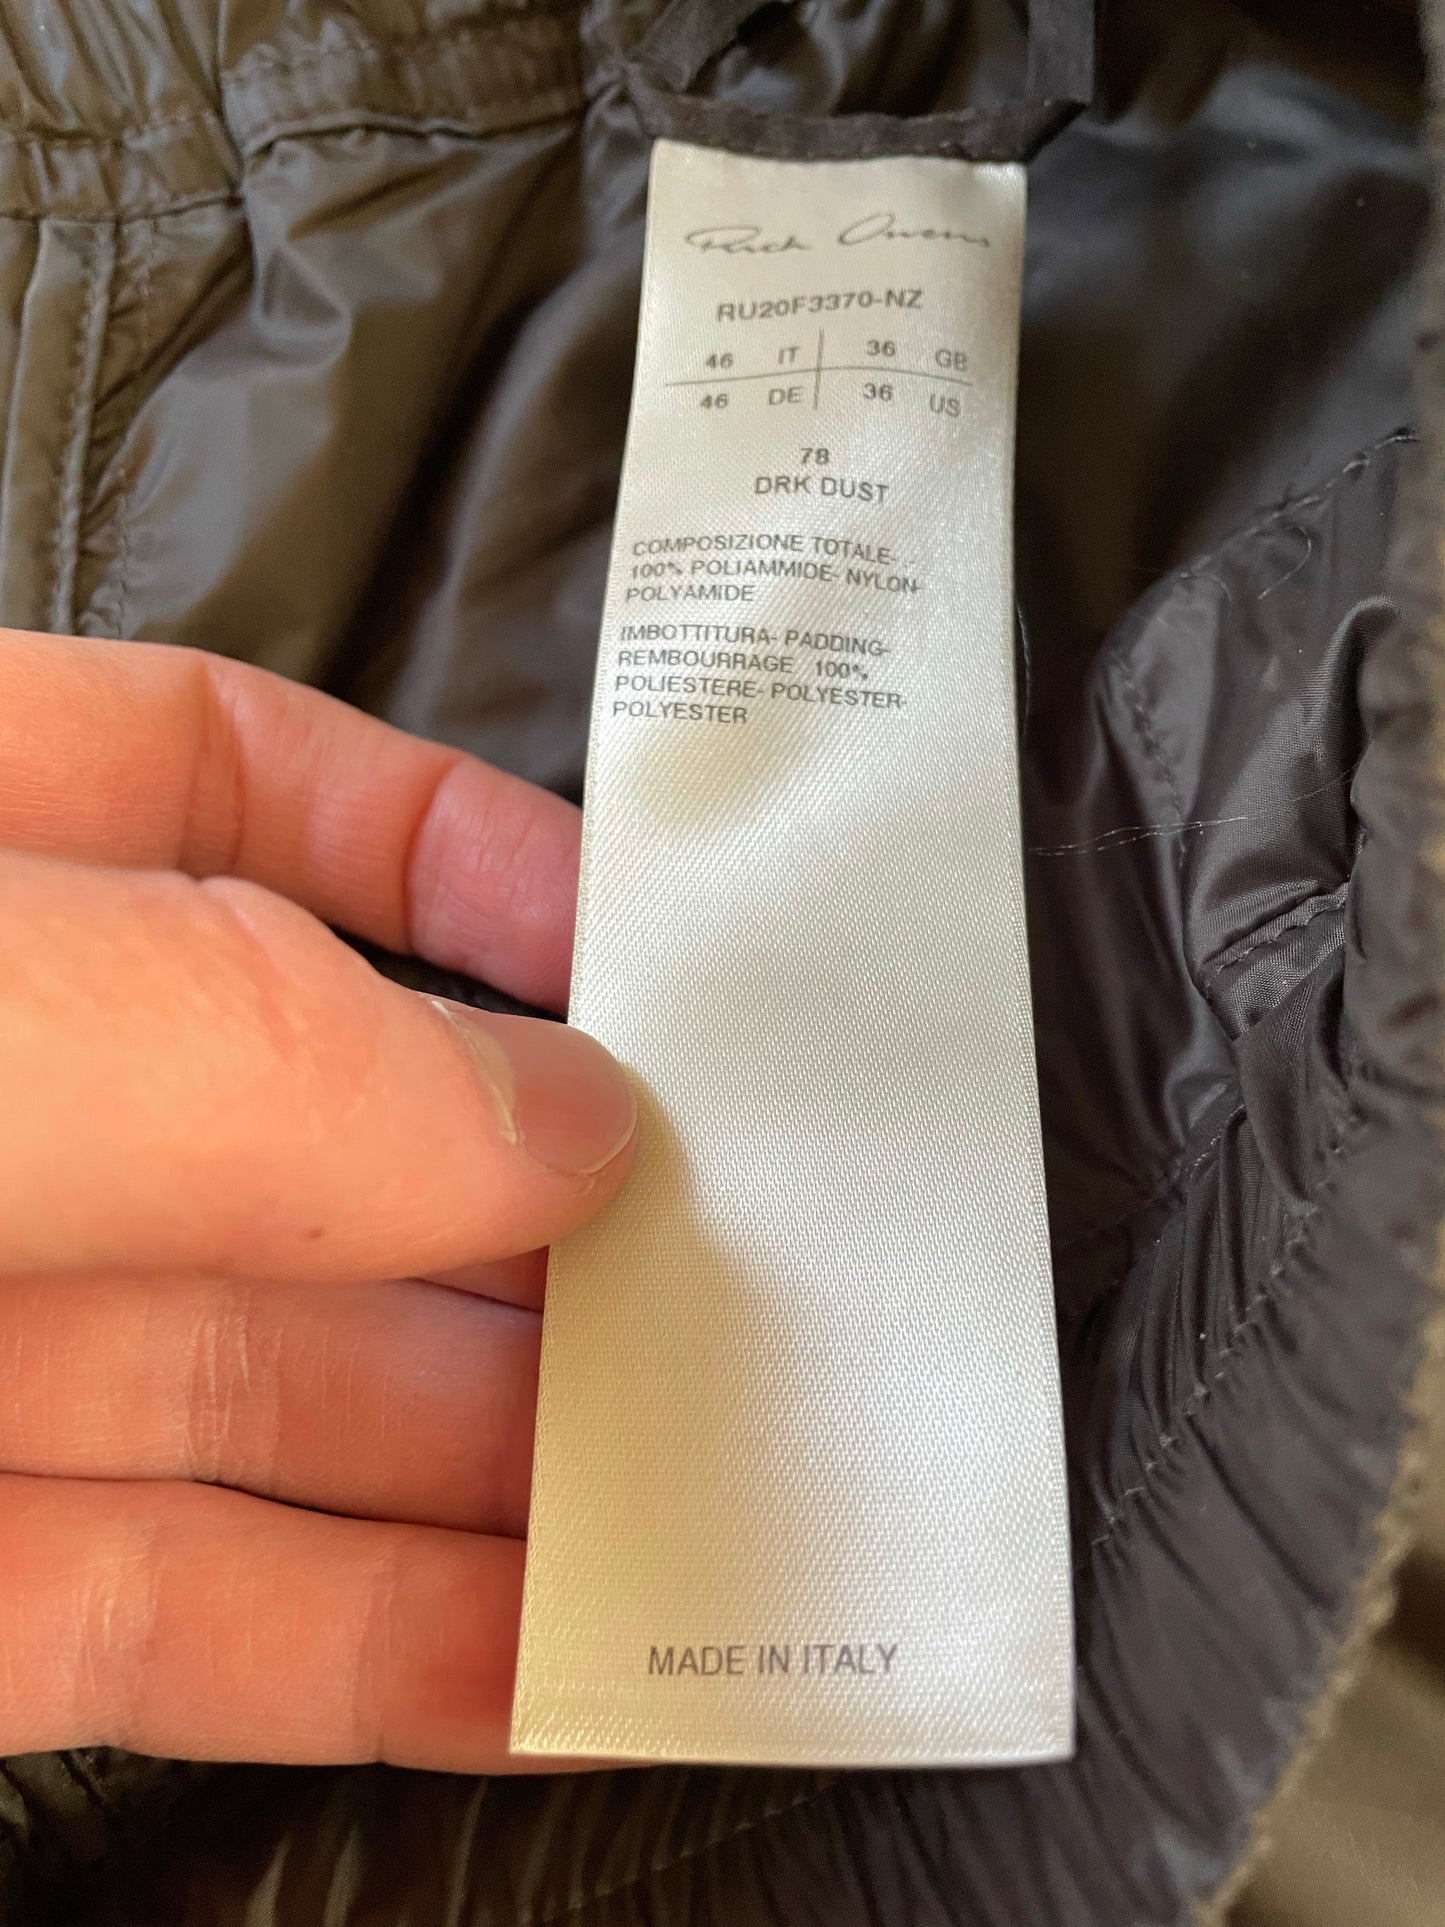 Rick Owens
RU20F3370-NZ
46 IT 36 GB
46 DE 36 US
78
DRK DUST
COMPOSIZIONE TOTALE-
100% POLIAMMIDE- NYLON-
POLYAMIDE
IMBOTTITURA- PADDING-
REMBOURRAGE 100%
POLIESTERE- POLYESTER-
POLYESTER
MADE IN ITALY